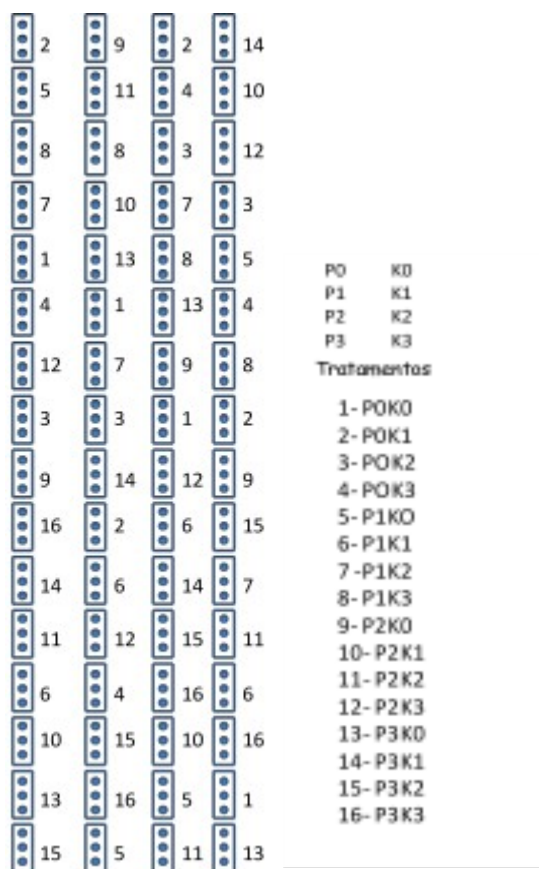 2 9 2 14
5 11 4 10
8 8 3 12
7 10 7 3
1 13 8 5
4 1 13 4
12 7 9 8
3 3 1 2
9 14 12 9
16 2 6 15
14 6 14 7
11 12 15 11
6 4 16 6
10 15 10 16
13 16 5 1
15 5 11 13
P0 K0
P1 K1
P2 K2
P3 K3
Tratamentos
1- P0K0
2- P0K1
3- P0K2
4- P0K3
5- P1K0
6- P1K1
7 -P1K2
8- P1K3
9- P2K0
10- P2K1
11- P2K2
12- P2K3
13- P3K0
14- P3K1
15- P3K2
16- P3K3